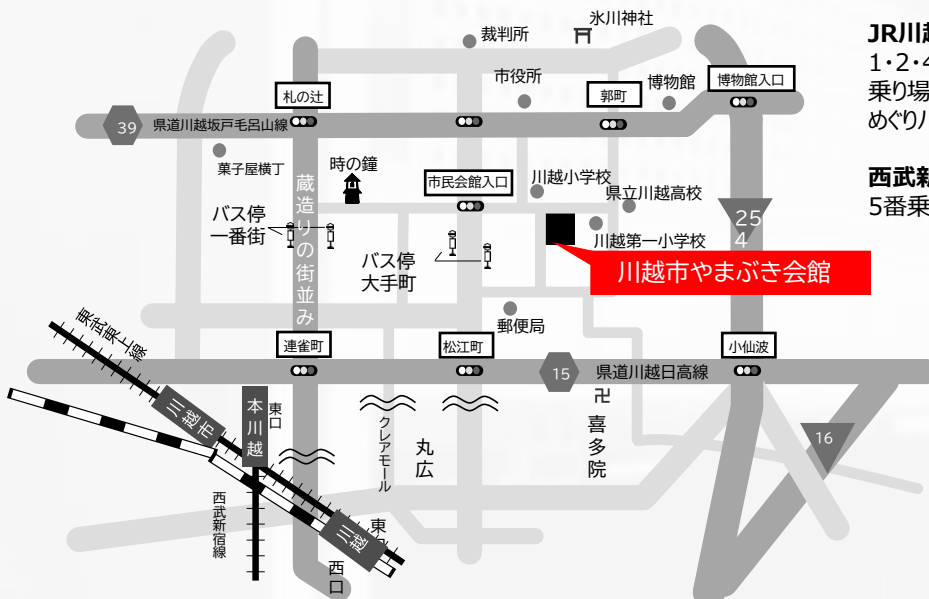 氷川神社
裁判所
市役所
博物館
博物館入口
札の辻
郭町
39
県道川越坂戸毛呂山線
菓子屋横丁
時の鐘
市民会館入口
川越小学校
県立川越高校
蔵造りの街並み
バス停
一番街
バス停
大手町
川越第一小学校
25
4
川越市やまぶき会館
郵便局
東武東上線
連雀町
松江町
小仙波
15
県道川越日高線
川越市
本川越
東口
クレアモール
丸広
卍
喜多院
16
西武新宿線
川越
東
西口
JR川越
1・2・4
乗り場
めぐりバ
西武新
5番乗